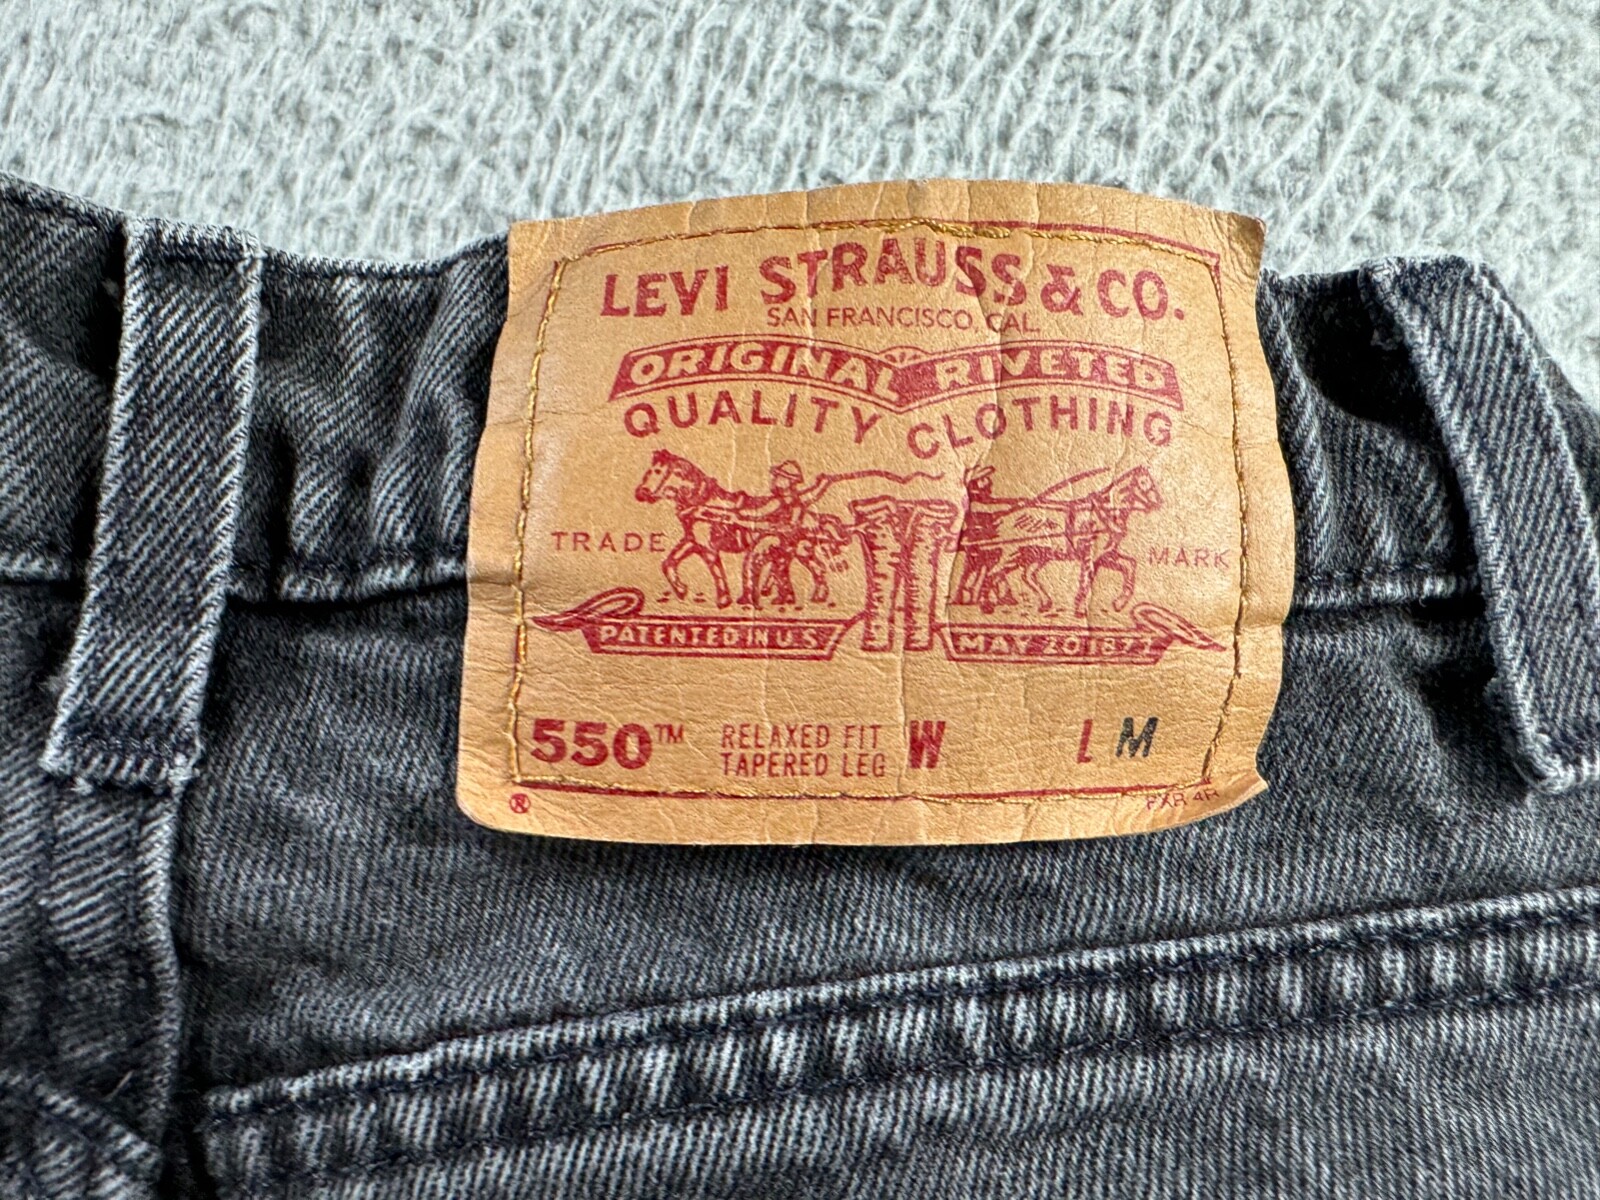 LEVI STRAUSS & CO.
SAN FRANCISCO, CAL.
ORIGINAL RIVETED
QUALITY CLOTHING
TRADE MARK
PATENTED IN U.S. MAY 20 1873
550™ RELAXED FIT W L M
TAPERED LEG
®